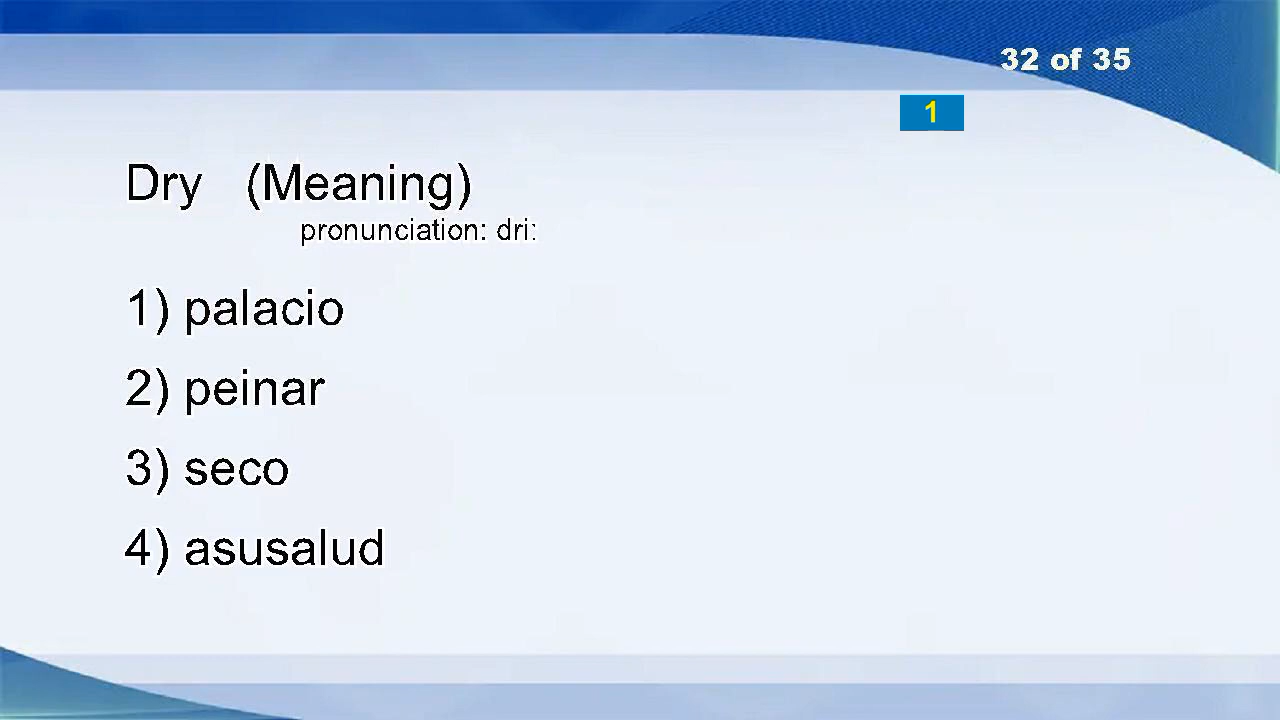 32 of 35
1
Dry (Meaning)
pronunciation: dri:
1) palacio
2) peinar
3) seco
4) asusalud